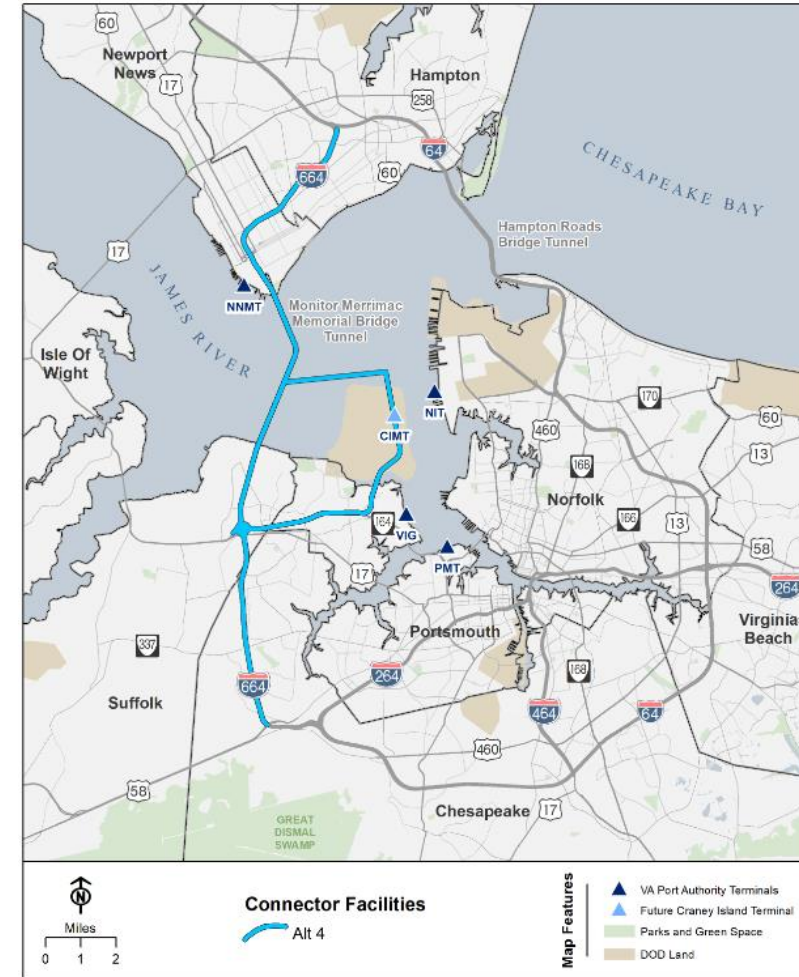 60
Newport
News
17
Hampton
258
64
664
60
CHESAPEAKE BAY
Hampton Roads
Bridge Tunnel
17
JAMES RIVER
NNMT
Monitor Merrimac
Memorial Bridge
Tunnel
Isle Of
Wight
NIT
170
CIMT
60
460
13
168
Norfolk
164
VIG
166
13
PMT
58
17
264
Virginia
Beach
Portsmouth
337
264
168
Suffolk
664
464
64
460
58
Chesapeake
17
GREAT
DISMAL
SWAMP
N
Miles
0 1 2
Connector Facilities
Alt 4
Map Features
VA Port Authority Terminals
Future Craney Island Terminal
Parks and Green Space
DOD Land